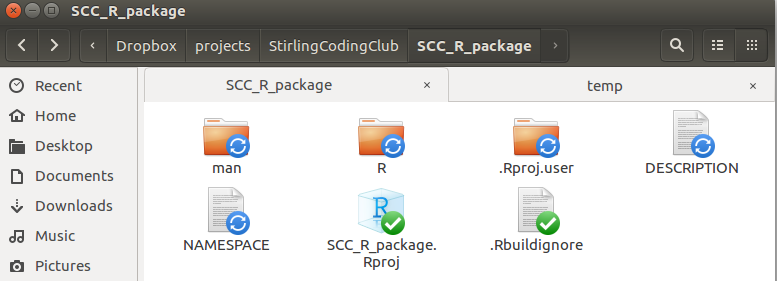 SCC_R_package
Dropbox projects StirlingCodingClub SCC_R_package
Recent
Home
Desktop
Documents
Downloads
Music
Pictures
SCC_R_package × temp ×
man R .Rproj.user DESCRIPTION
NAMESPACE SCC_R_package. .Rbuildignore
Rproj